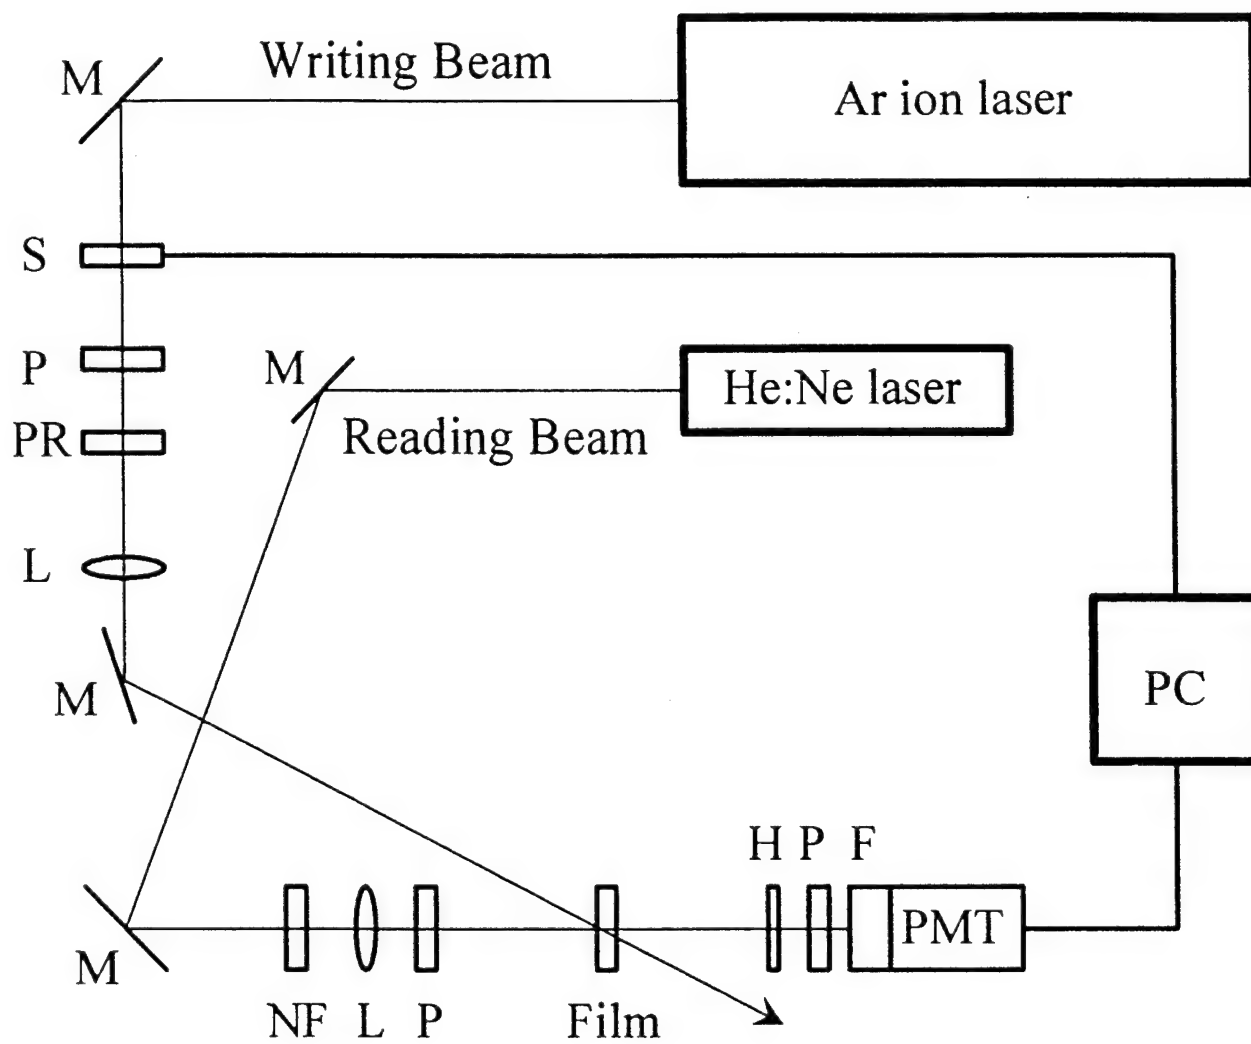 M
Writing Beam
Ar ion laser
S
P
M
He:Ne laser
PR
Reading Beam
L
M
PC
H P F
PMT
M
NF L P
Film